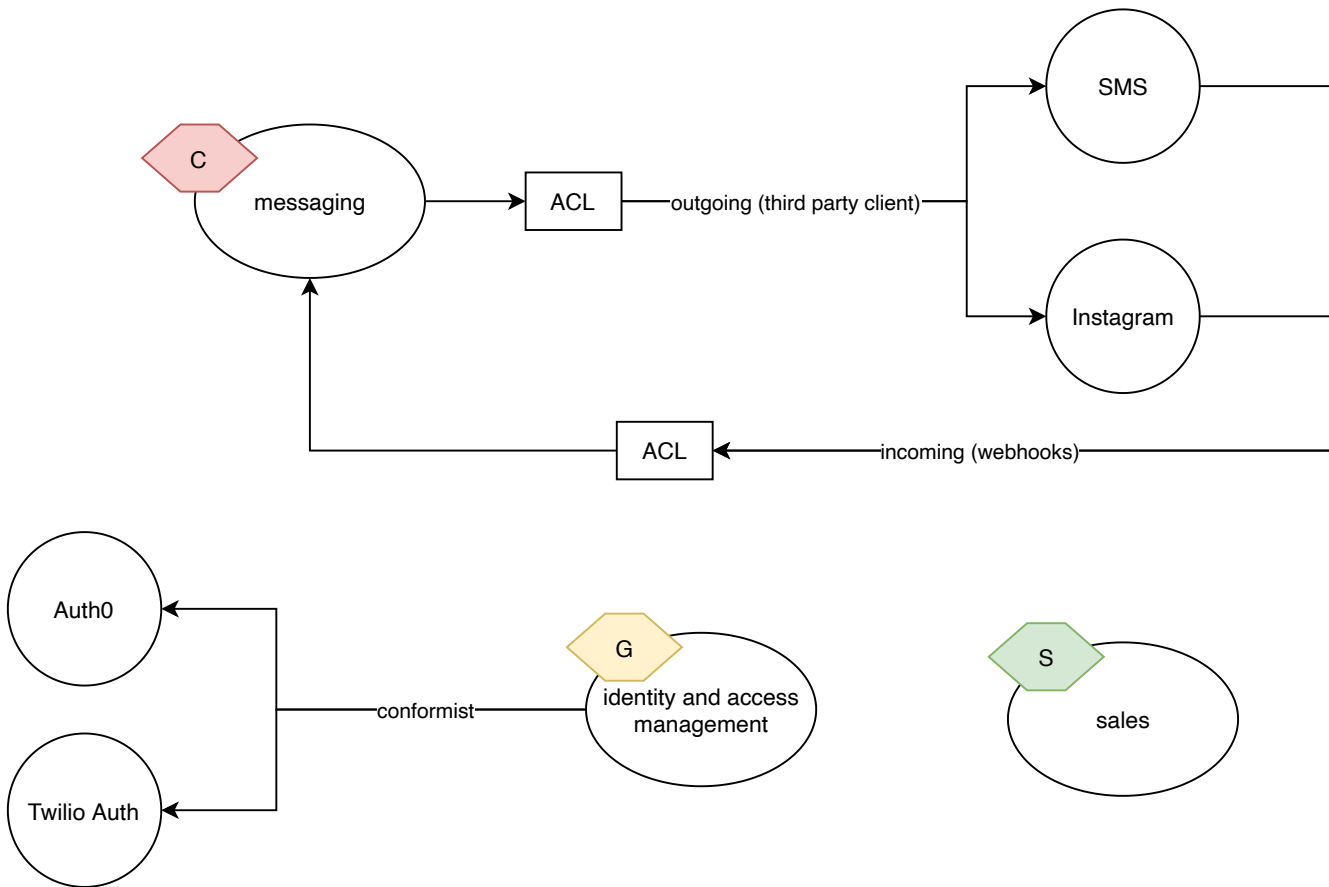 SMS
C
messaging
ACL
outgoing (third party client)
Instagram
ACL
incoming (webhooks)
Auth0
G
identity and access
management
S
sales
conformist
Twilio Auth